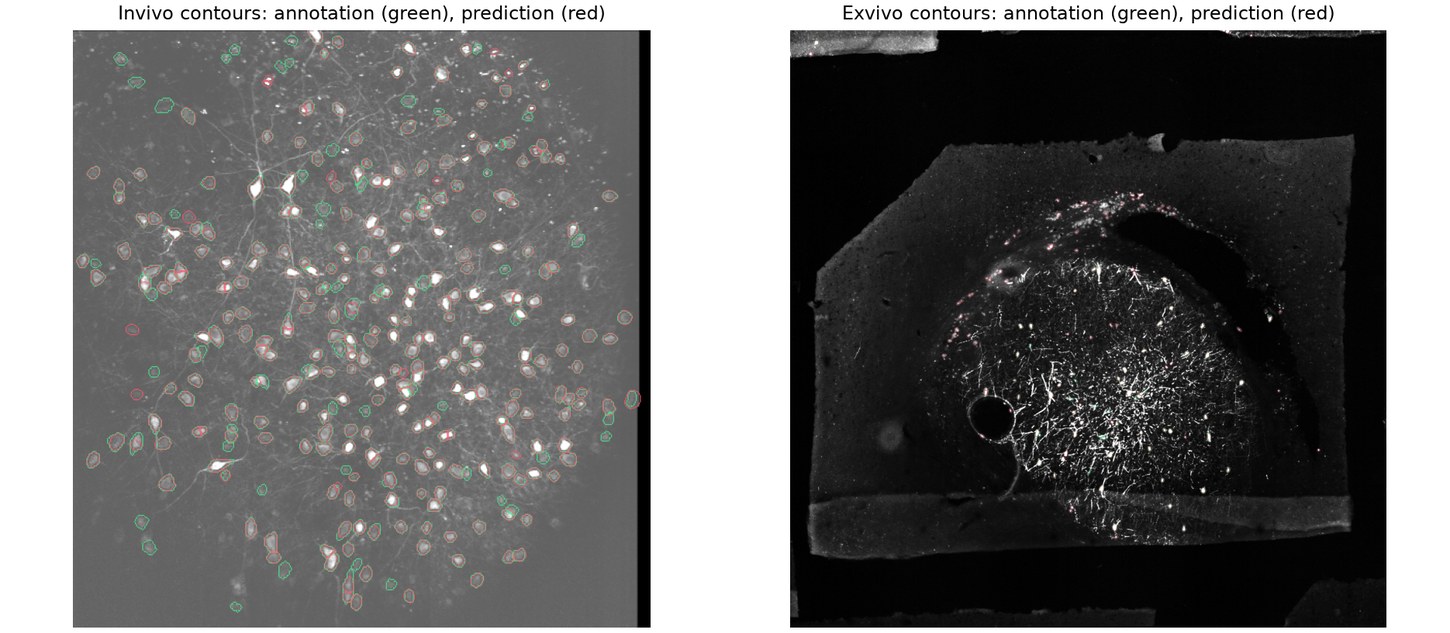 Invivo contours: annotation (green), prediction (red)
Exvivo contours: annotation (green), prediction (red)